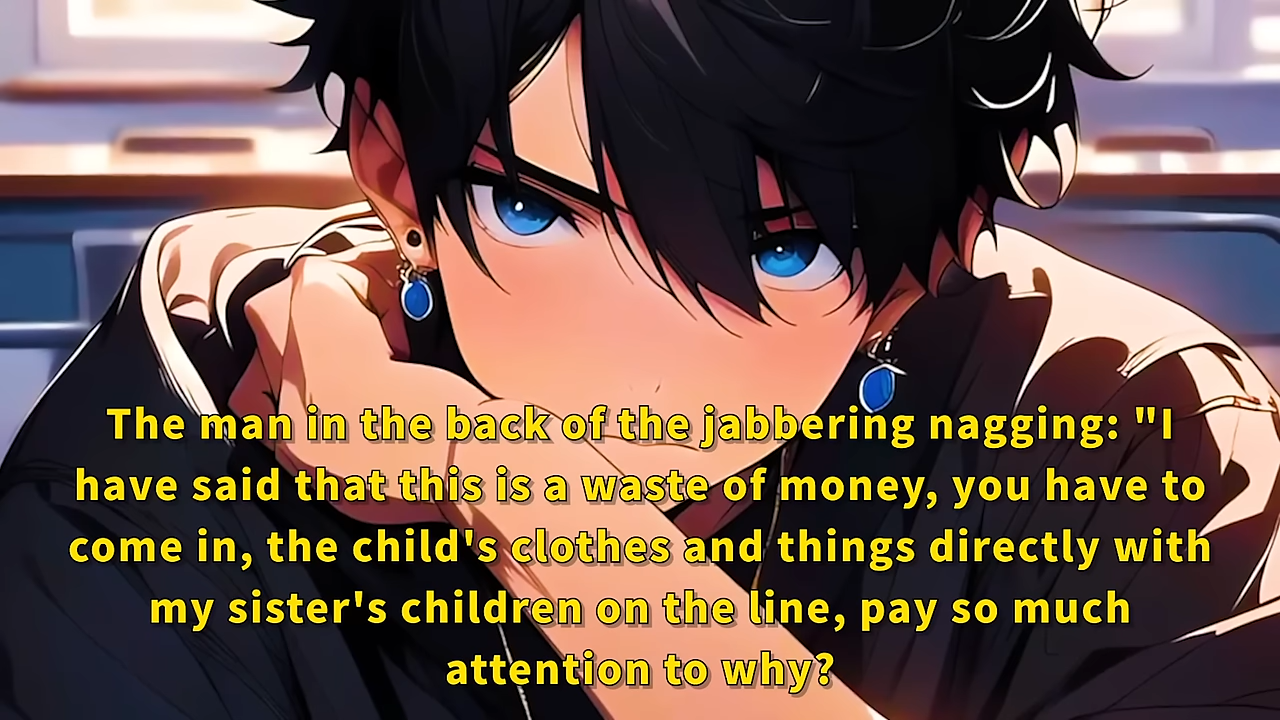 The man in the back of the jabbering nagging: "I
have said that this is a waste of money, you have to
come in, the child's clothes and things directly with
my sister's children on the line, pay so much
attention to why?